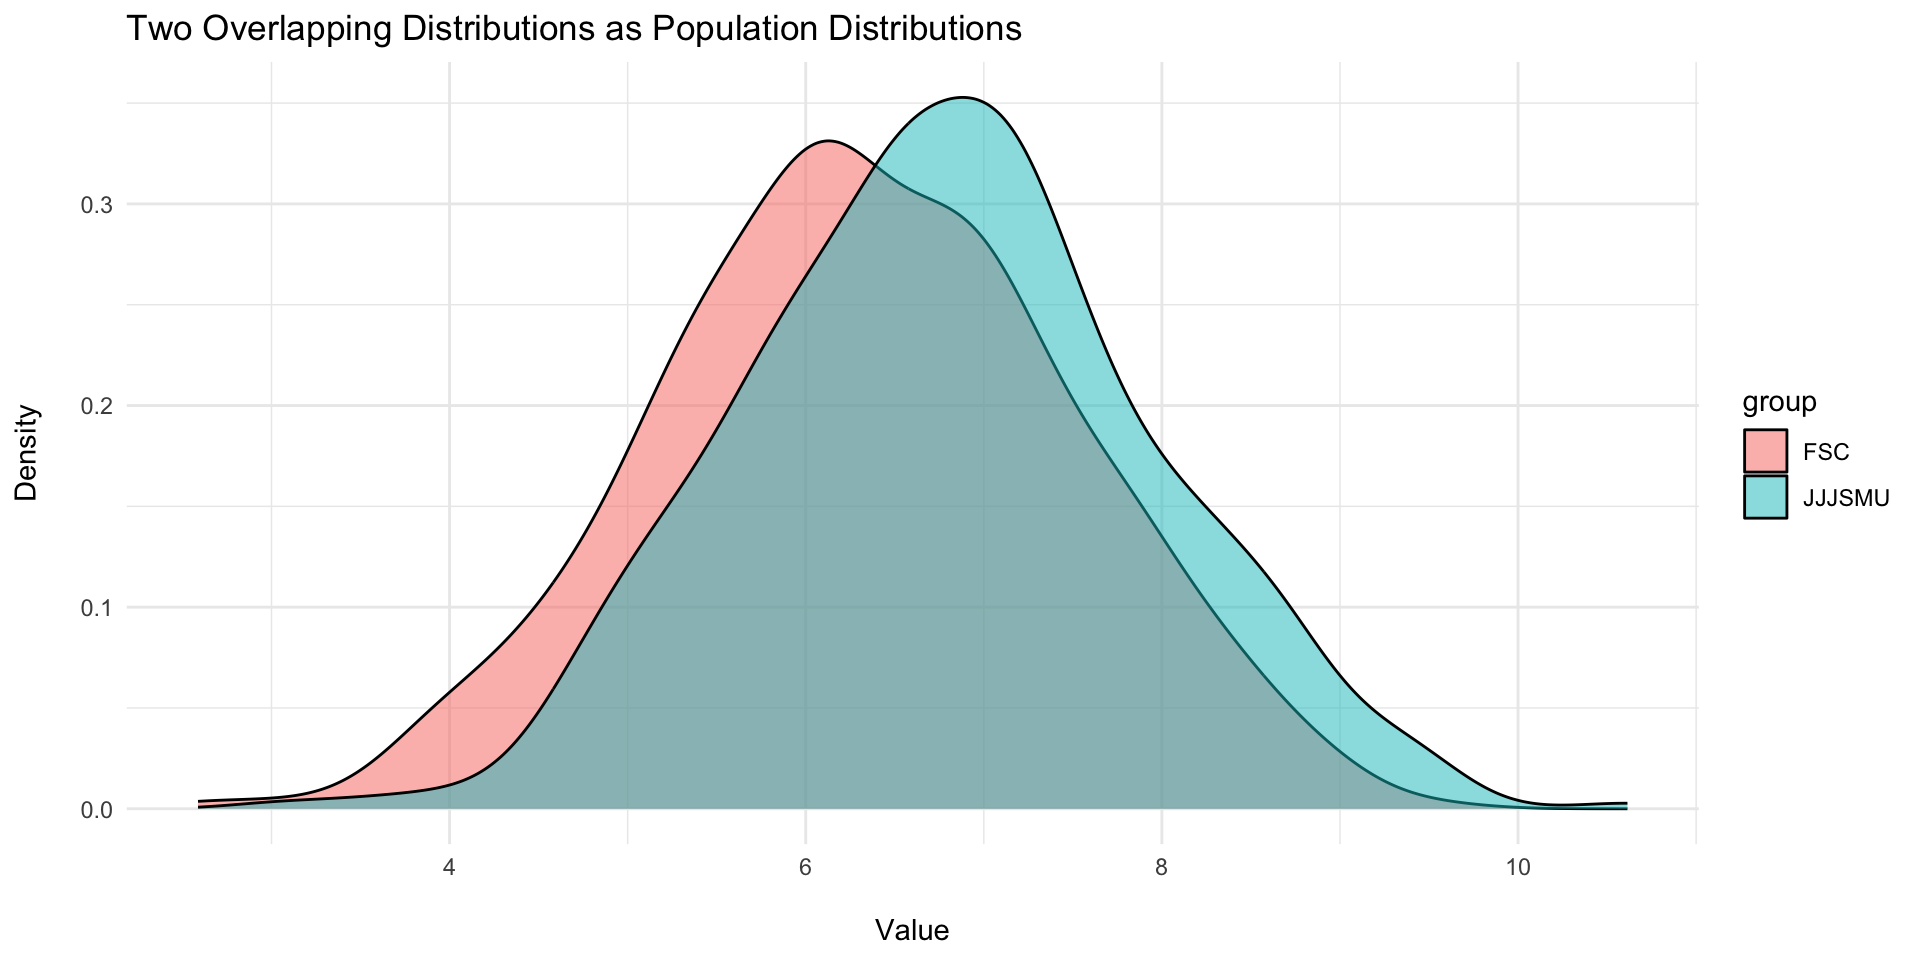 Two Overlapping Distributions as Population Distributions
Density
0.3
0.2
0.1
0.0
4
6
8
10
Value
group
FSC
JJJSMU